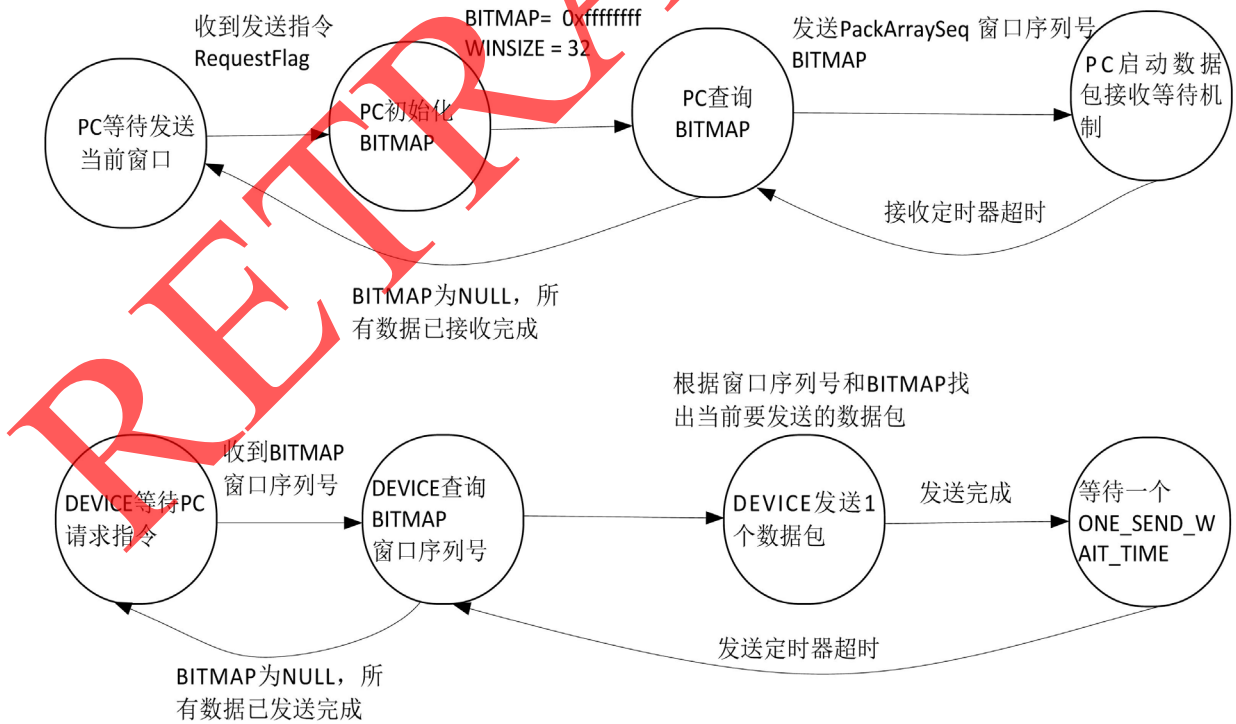 收到发送指令
RequestFlag
BITMAP= 0xffffffff
WINSIZE = 32
发送PackArraySeq 窗口序列号
BITMAP
PC等待发送
当前窗口
PC初始化
BITMAP
PC查询
BITMAP
PC启动数据
包接收等待机
制
接收定时器超时
BITMAP为NULL，所
有数据已接收完成
根据窗口序列号和BITMAP找
出当前要发送的数据包
收到BITMAP
窗口序列号
DEVICE等待PC
请求指令
DEVICE查询
BITMAP
窗口序列号
DEVICE发送1
个数据包
发送完成
等待一个
ONE_SEND_W
AIT_TIME
发送定时器超时
BITMAP为NULL，所
有数据已发送完成
RETRA